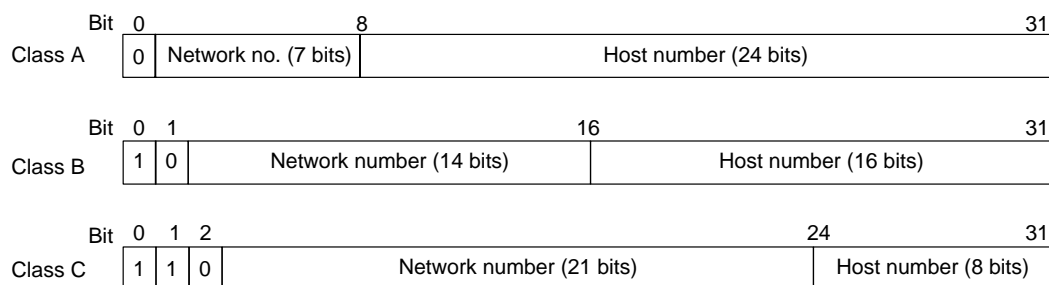 Bit 0 8 31
Class A 0 Network no. (7 bits) Host number (24 bits)
Bit 0 1 16 31
Class B 1 0 Network number (14 bits) Host number (16 bits)
Bit 0 1 2 24 31
Class C 1 1 0 Network number (21 bits) Host number (8 bits)